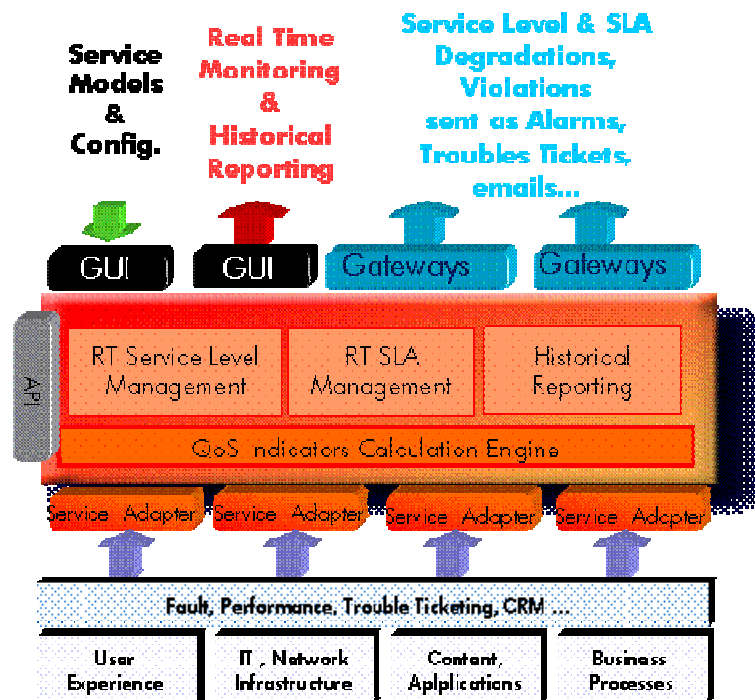 Service
Models
&
Config.
Real Time
Monitoring
&
Historical
Reporting
Service Level & SLA
Degradations,
Violations
sent as Alarms,
Troubles Tickets,
emails...
GUI
GUI
Gateways
Gateways
API
RT Service Level
Management
RT SLA
Management
Historical
Reporting
QoS Indicators Calculation Engine
Service Adapter
Service Adapter
Service Adapter
Service Adapter
Fault, Performance, Trouble Ticketing, CRM ...
User
Experience
IT , Network
Infrastructure
Content,
Aplplications
Business
Processes